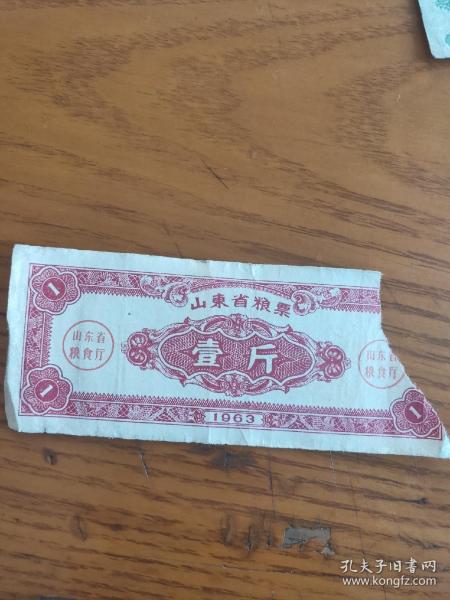 山東省粮票
1
山东省
粮食厅
壹斤
山东省
粮食厅
1
1963
1
孔夫子旧书网
www.kongfz.com